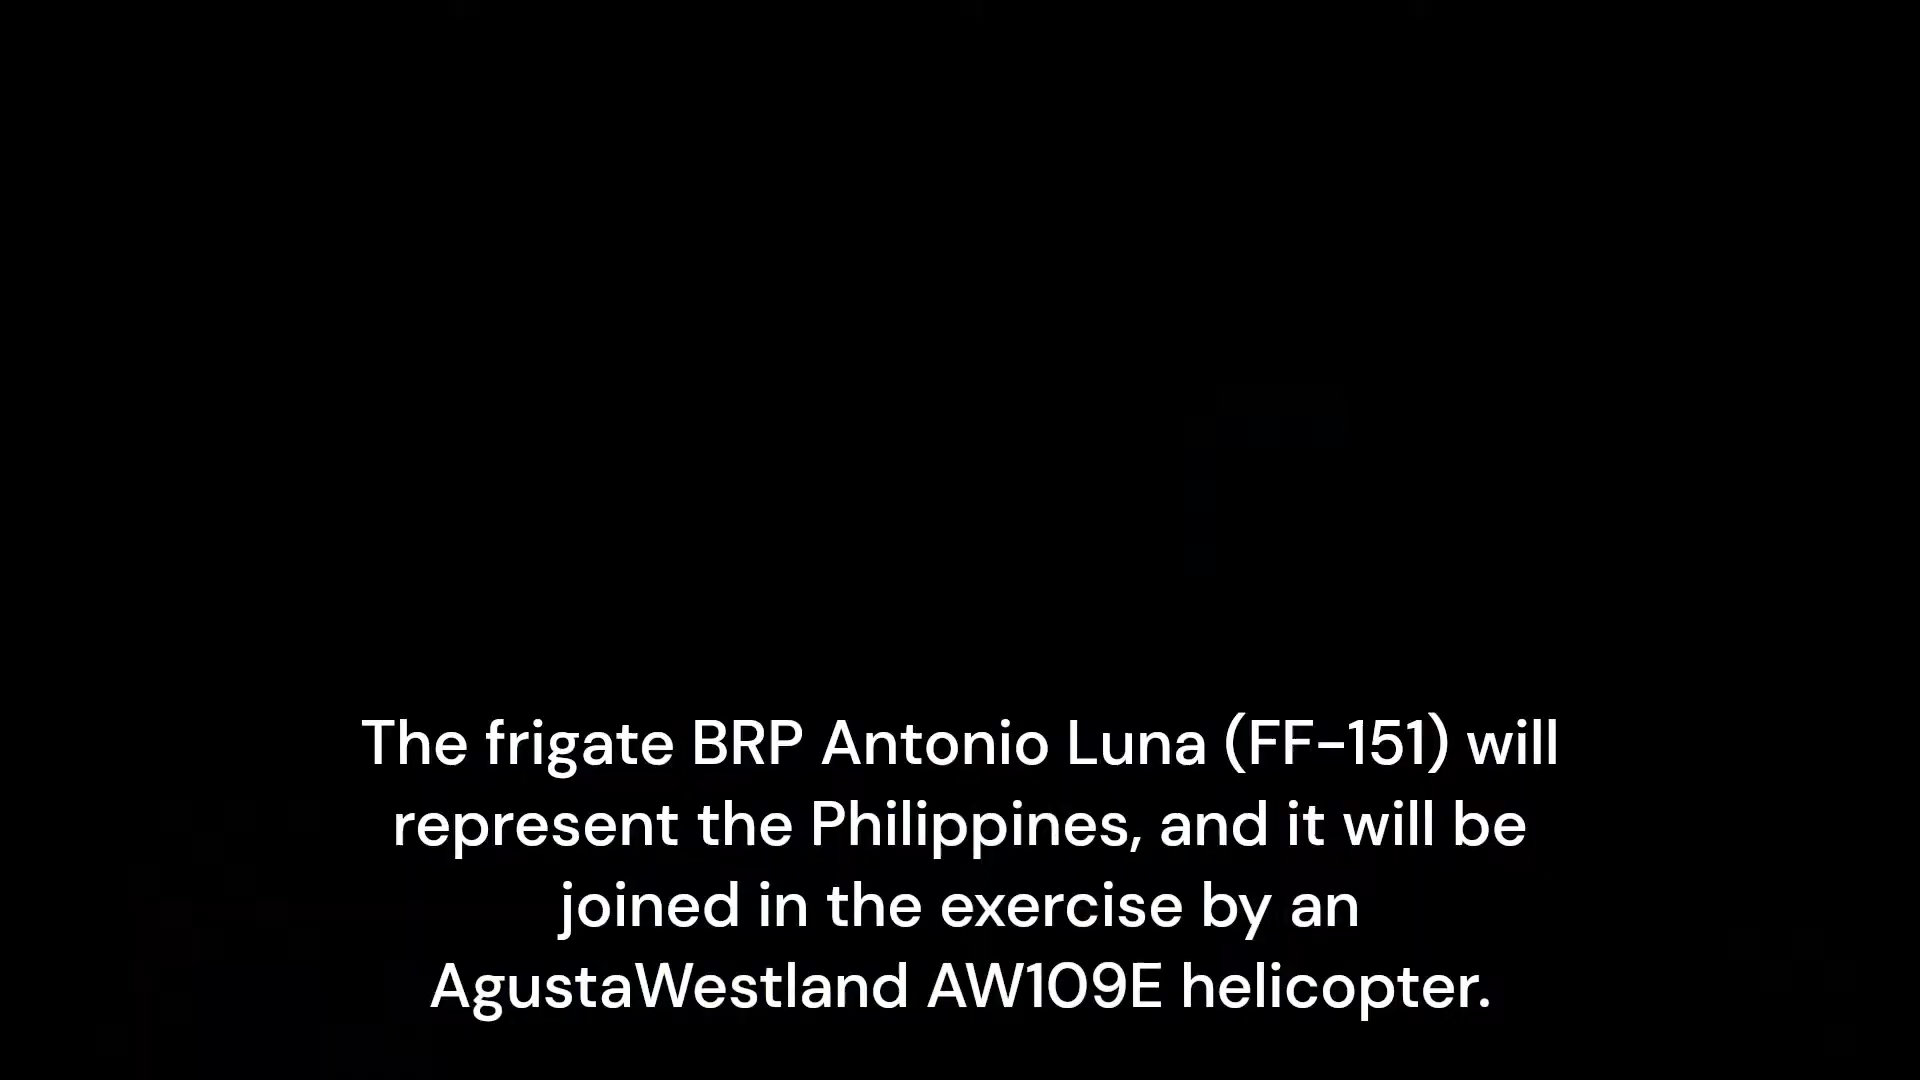 The frigate BRP Antonio Luna (FF-151) will
represent the Philippines, and it will be
joined in the exercise by an
AgustaWestland AW109E helicopter.